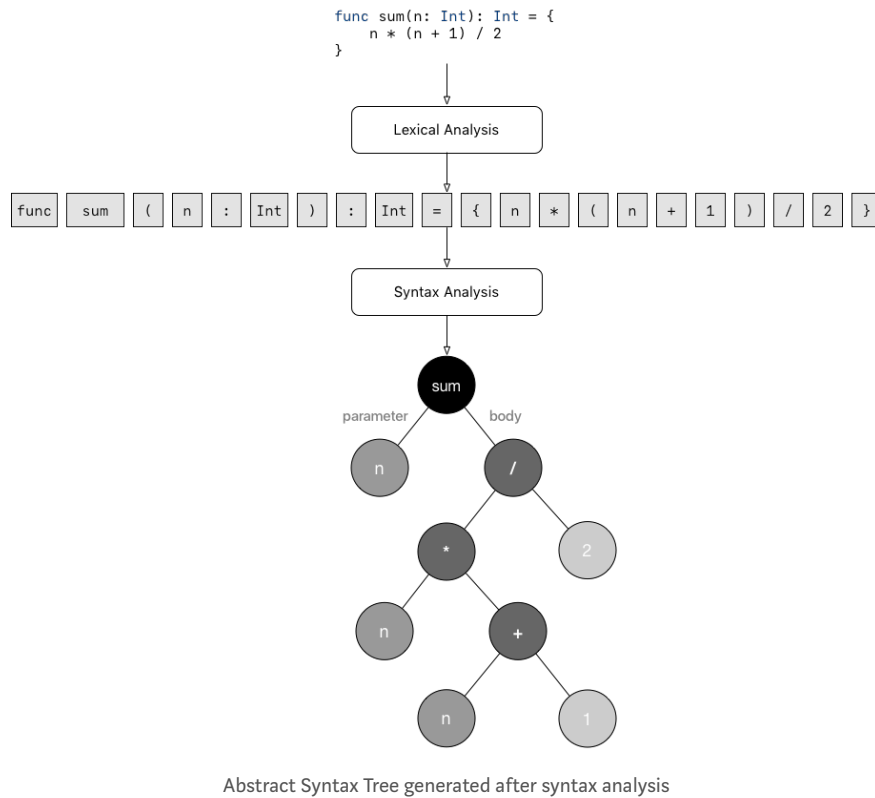 func sum(n: Int): Int = {
n * (n + 1) / 2
}
Lexical Analysis
func sum ( n : Int ) : Int = { n * ( n + 1 ) / 2 }
Syntax Analysis
sum
parameter body
n /
* 2
n +
n 1
Abstract Syntax Tree generated after syntax analysis